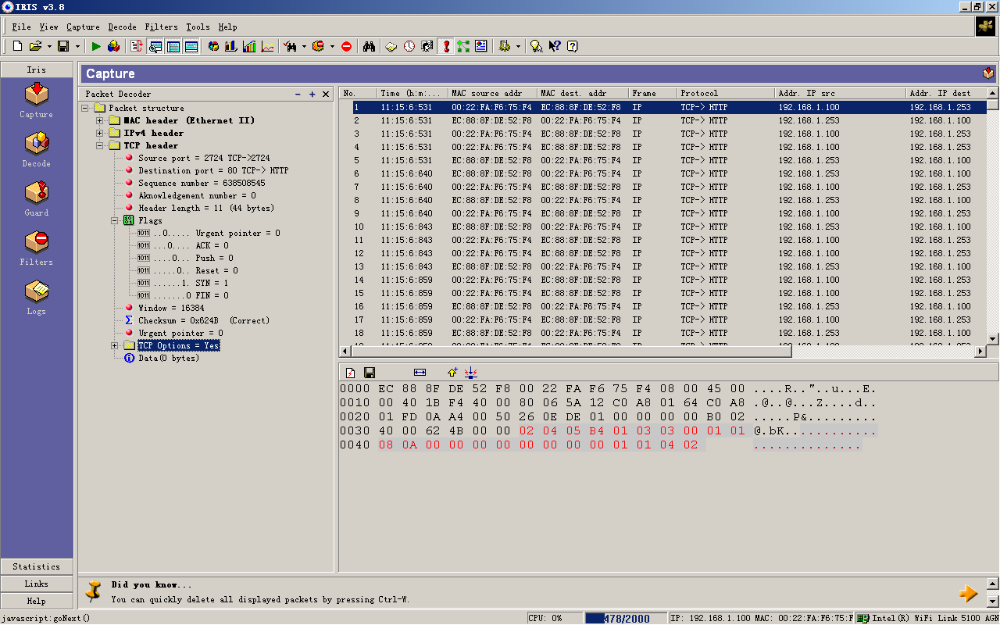 IRIS v3.8
File View Capture Decode Filters Tools Help
Iris
Capture
Decode
Guard
Filters
Logs
Statistics
Links
Help
Capture
Packet Decoder
Packet structure
MAC header (Ethernet II)
IPv4 header
TCP header
Source port = 2724 TCP->2724
Destination port = 80 TCP-> HTTP
Sequence number = 638508545
Aknowledgement number = 0
Header length = 11 (44 bytes)
Flags
..0..... Urgent pointer = 0
...0.... ACK = 0
....0... Push = 0
.....0.. Reset = 0
......1. SYN = 1
.......0 FIN = 0
Window = 16384
Checksum = 0x624B (Correct)
Urgent pointer = 0
TCP Options = Yes
Data(0 bytes)
No. Time (h:m:... MAC source addr MAC dest. addr Frame Protocol Addr. IP src Addr. IP dest
1 11:15:6:531 00:22:FA:F6:75:F4 EC:88:8F:DE:52:F8 IP TCP-> HTTP 192.168.1.100 192.168.1.253
2 11:15:6:531 EC:88:8F:DE:52:F8 00:22:FA:F6:75:F4 IP TCP-> HTTP 192.168.1.253 192.168.1.100
3 11:15:6:531 00:22:FA:F6:75:F4 EC:88:8F:DE:52:F8 IP TCP-> HTTP 192.168.1.100 192.168.1.253
4 11:15:6:531 00:22:FA:F6:75:F4 EC:88:8F:DE:52:F8 IP TCP-> HTTP 192.168.1.100 192.168.1.253
5 11:15:6:531 EC:88:8F:DE:52:F8 00:22:FA:F6:75:F4 IP TCP-> HTTP 192.168.1.253 192.168.1.100
6 11:15:6:640 00:22:FA:F6:75:F4 EC:88:8F:DE:52:F8 IP TCP-> HTTP 192.168.1.100 192.168.1.253
7 11:15:6:640 EC:88:8F:DE:52:F8 00:22:FA:F6:75:F4 IP TCP-> HTTP 192.168.1.253 192.168.1.100
8 11:15:6:640 00:22:FA:F6:75:F4 EC:88:8F:DE:52:F8 IP TCP-> HTTP 192.168.1.100 192.168.1.253
9 11:15:6:640 00:22:FA:F6:75:F4 EC:88:8F:DE:52:F8 IP TCP-> HTTP 192.168.1.100 192.168.1.253
10 11:15:6:843 EC:88:8F:DE:52:F8 00:22:FA:F6:75:F4 IP TCP-> HTTP 192.168.1.253 192.168.1.100
11 11:15:6:843 00:22:FA:F6:75:F4 EC:88:8F:DE:52:F8 IP TCP-> HTTP 192.168.1.100 192.168.1.253
12 11:15:6:843 EC:88:8F:DE:52:F8 00:22:FA:F6:75:F4 IP TCP-> HTTP 192.168.1.253 192.168.1.100
13 11:15:6:843 EC:88:8F:DE:52:F8 00:22:FA:F6:75:F4 IP TCP-> HTTP 192.168.1.253 192.168.1.100
14 11:15:6:859 00:22:FA:F6:75:F4 EC:88:8F:DE:52:F8 IP TCP-> HTTP 192.168.1.100 192.168.1.253
15 11:15:6:859 00:22:FA:F6:75:F4 EC:88:8F:DE:52:F8 IP TCP-> HTTP 192.168.1.100 192.168.1.253
16 11:15:6:859 EC:88:8F:DE:52:F8 00:22:FA:F6:75:F4 IP TCP-> HTTP 192.168.1.253 192.168.1.100
17 11:15:6:859 00:22:FA:F6:75:F4 EC:88:8F:DE:52:F8 IP TCP-> HTTP 192.168.1.100 192.168.1.253
18 11:15:6:859 EC:88:8F:DE:52:F8 00:22:FA:F6:75:F4 IP TCP-> HTTP 192.168.1.253 192.168.1.100
0000 EC 88 8F DE 52 F8 00 22 FA F6 75 F4 08 00 45 00 ....R.."..u...E.
0010 00 40 1B F4 40 00 80 06 5A 12 C0 A8 01 64 C0 A8 .@..@...Z....d..
0020 01 FD 0A A4 00 50 26 0E DE 01 00 00 00 00 B0 02 .....P&.........
0030 40 00 62 4B 00 00 02 04 05 B4 01 03 03 00 01 01 @.bK............
0040 08 0A 00 00 00 00 00 00 00 00 01 01 04 02 ..............
Did you know...
You can quickly delete all displayed packets by pressing Ctrl-W.
javascript:goNext() CPU: 0% 478/2000 IP: 192.168.1.100 MAC: 00:22:FA:F6:75:F Intel(R) WiFi Link 5100 AGN